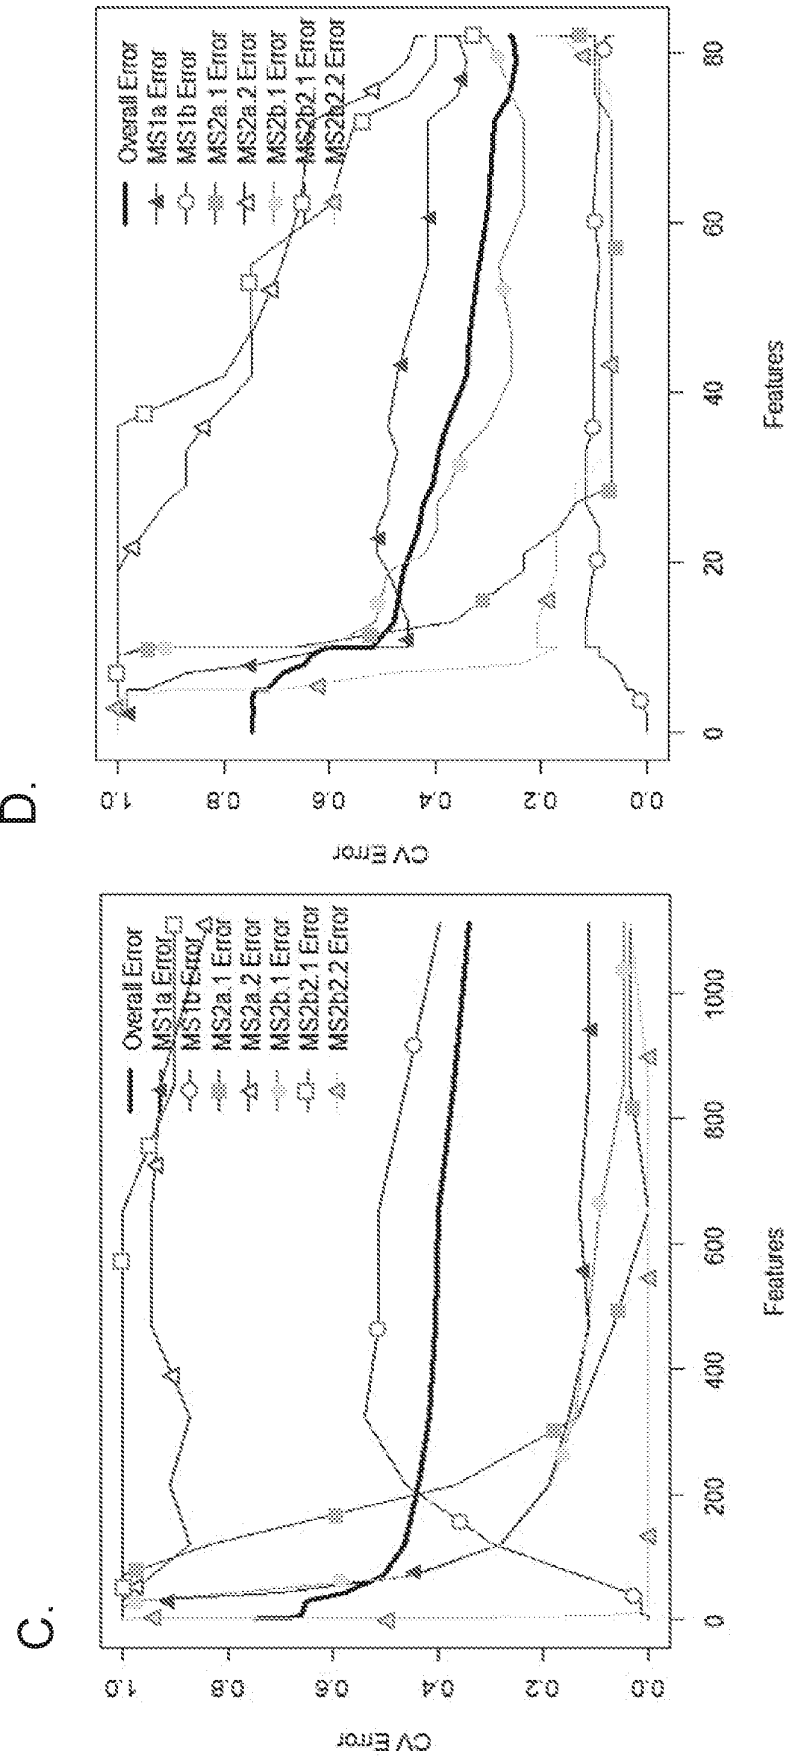 C.
CV Error
0.0 0.2 0.4 0.6 0.8 1.0
0 200 400 600 800 1000
Features
Overall Error
MS1a Error
MS1b Error
MS2a.1 Error
MS2a.2 Error
MS2b.1 Error
MS2b2.1 Error
MS2b2.2 Error
D.
CV Error
0.0 0.2 0.4 0.6 0.8 1.0
0 20 40 60 80
Features
Overall Error
MS1a Error
MS1b Error
MS2a.1 Error
MS2a.2 Error
MS2b.1 Error
MS2b2.1 Error
MS2b2.2 Error